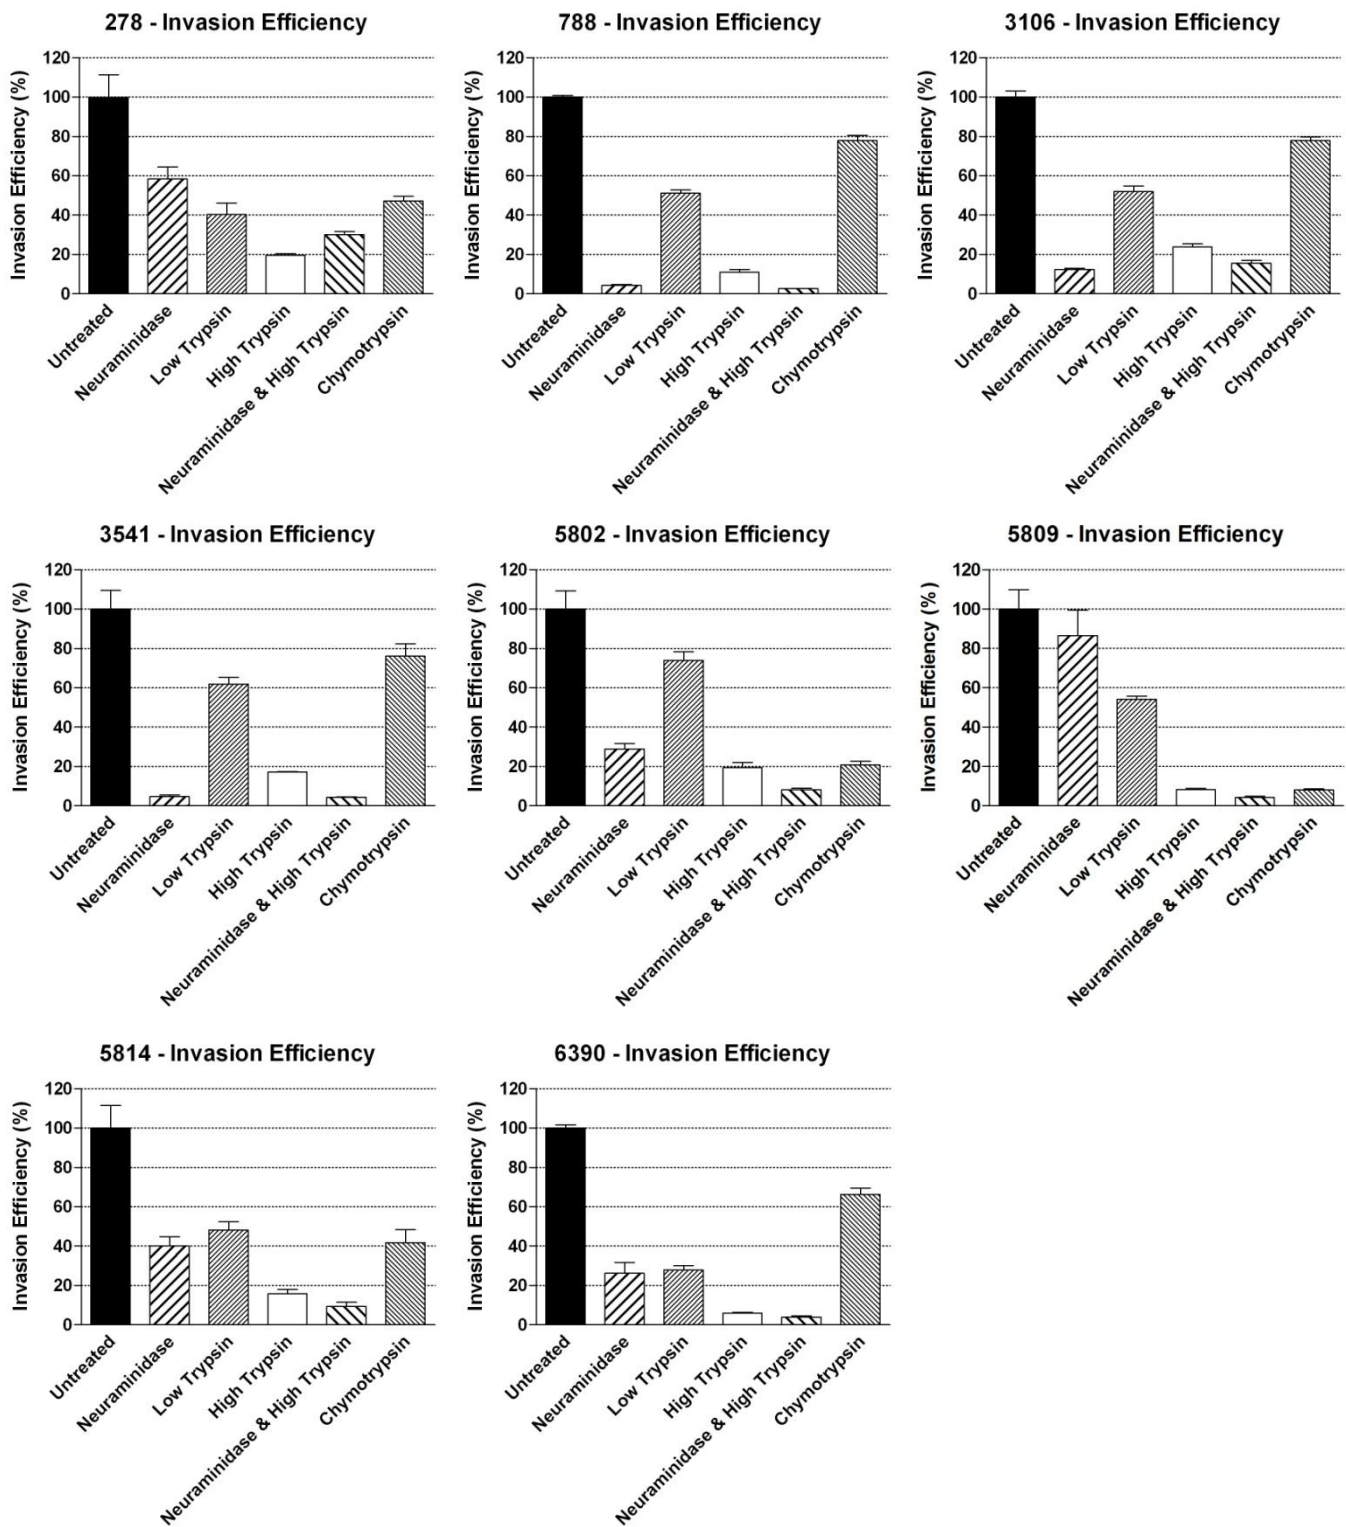 278 - Invasion Efficiency
Invasion Efficiency (%)
120
100
80
60
40
20
0
Untreated
Neuraminidase
Low Trypsin
High Trypsin
Neuraminidase & High Trypsin
Chymotrypsin
788 - Invasion Efficiency
Invasion Efficiency (%)
120
100
80
60
40
20
0
Untreated
Neuraminidase
Low Trypsin
High Trypsin
Neuraminidase & High Trypsin
Chymotrypsin
3106 - Invasion Efficiency
Invasion Efficiency (%)
120
100
80
60
40
20
0
Untreated
Neuraminidase
Low Trypsin
High Trypsin
Neuraminidase & High Trypsin
Chymotrypsin
3541 - Invasion Efficiency
Invasion Efficiency (%)
120
100
80
60
40
20
0
Untreated
Neuraminidase
Low Trypsin
High Trypsin
Neuraminidase & High Trypsin
Chymotrypsin
5802 - Invasion Efficiency
Invasion Efficiency (%)
120
100
80
60
40
20
0
Untreated
Neuraminidase
Low Trypsin
High Trypsin
Neuraminidase & High Trypsin
Chymotrypsin
5809 - Invasion Efficiency
Invasion Efficiency (%)
120
100
80
60
40
20
0
Untreated
Neuraminidase
Low Trypsin
High Trypsin
Neuraminidase & High Trypsin
Chymotrypsin
5814 - Invasion Efficiency
Invasion Efficiency (%)
120
100
80
60
40
20
0
Untreated
Neuraminidase
Low Trypsin
High Trypsin
Neuraminidase & High Trypsin
Chymotrypsin
6390 - Invasion Efficiency
Invasion Efficiency (%)
120
100
80
60
40
20
0
Untreated
Neuraminidase
Low Trypsin
High Trypsin
Neuraminidase & High Trypsin
Chymotrypsin